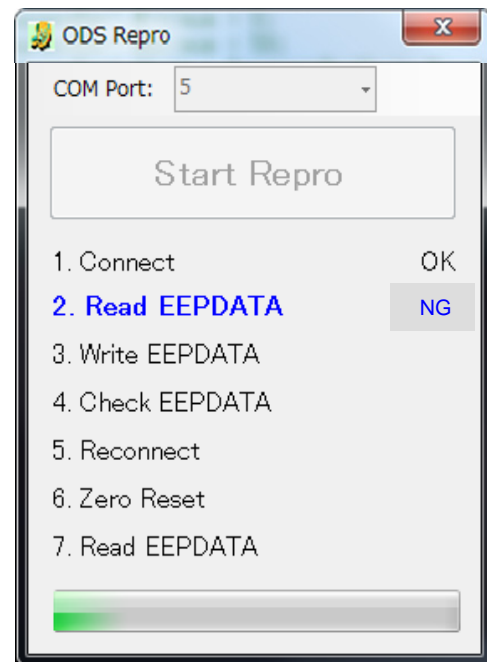 ODS Repro
COM Port: 5
Start Repro
1. Connect OK
2. Read EEPDATA NG
3. Write EEPDATA
4. Check EEPDATA
5. Reconnect
6. Zero Reset
7. Read EEPDATA